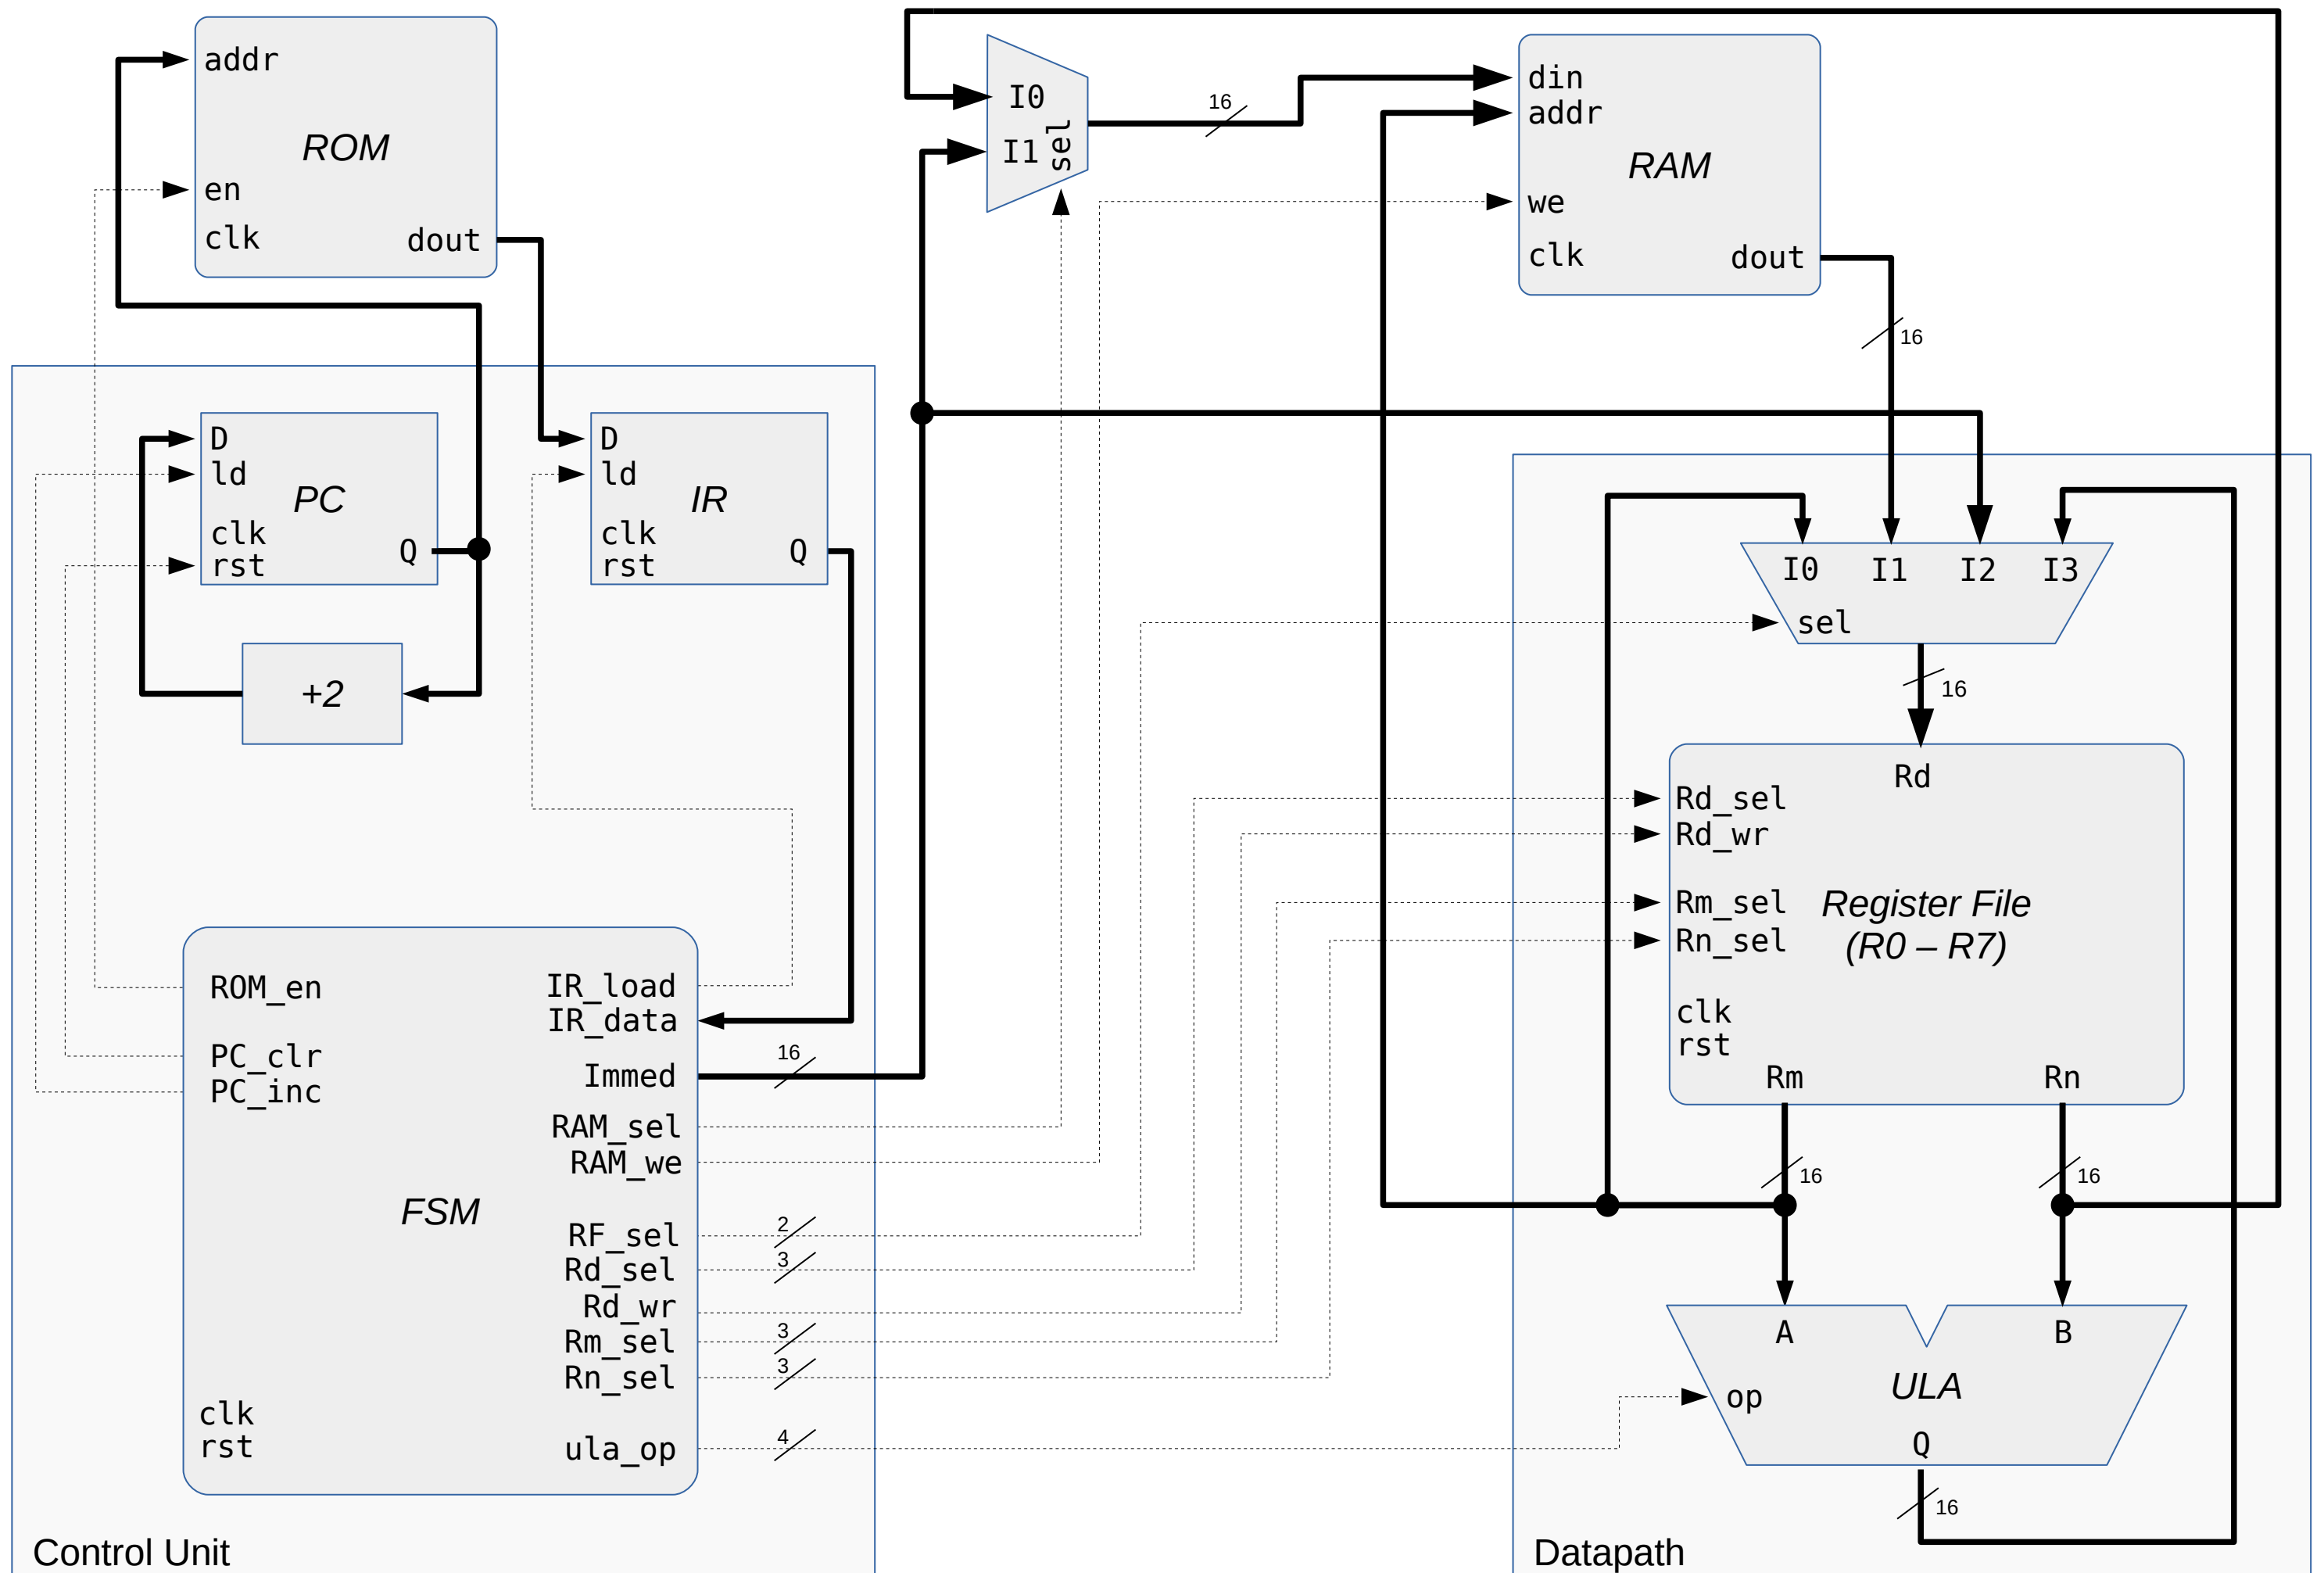 addr
ROM
en
clk
dout
I0
I1
sel
16
din
addr
RAM
we
clk
dout
16
D
ld
PC
clk
rst
Q
D
ld
IR
clk
rst
Q
+2
I0 I1 I2 I3
sel
16
Rd
Rd_sel
Rd_wr
Rm_sel
Rn_sel
Register File
(R0 – R7)
clk
rst
Rm
Rn
16
16
ROM_en
PC_clr
PC_inc
FSM
clk
rst
IR_load
IR_data
Immed
16
RAM_sel
RAM_we
RF_sel
2
Rd_sel
3
Rd_wr
Rm_sel
3
Rn_sel
3
ula_op
4
A
B
ULA
op
Q
16
Control Unit
Datapath